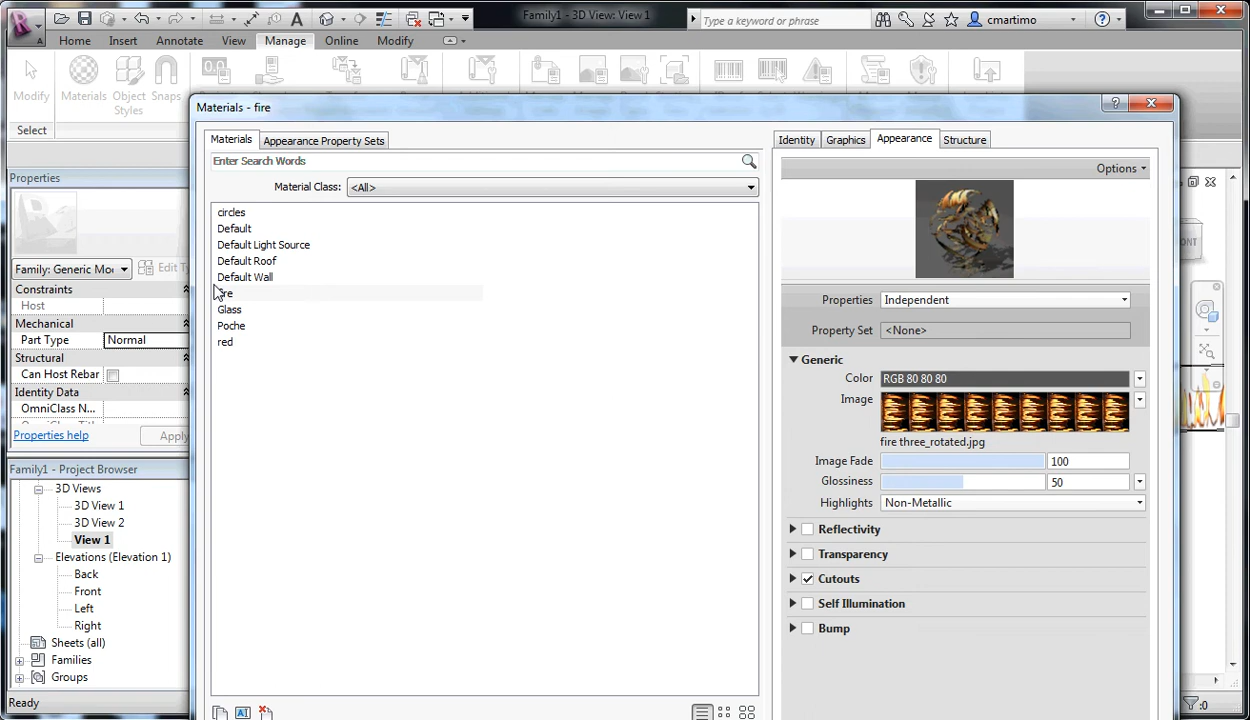 Family1 - 3D View: View 1
Type a keyword or phrase
cmartimo
Home Insert Annotate View Manage Online Modify
Modify
Materials
Object Styles
Snaps
Select
Materials - fire
Properties
Family: Generic Mo
Edit Ty
Constraints
Host
Mechanical
Part Type Normal
Structural
Can Host Rebar
Identity Data
OmniClass N...
Properties help
Apply
Family1 - Project Browser
3D Views
3D View 1
3D View 2
View 1
Elevations (Elevation 1)
Back
Front
Left
Right
Sheets (all)
Families
Groups
Ready
Materials Appearance Property Sets
Enter Search Words
Material Class: <All>
circles
Default
Default Light Source
Default Roof
Default Wall
Glass
Poche
red
Identity Graphics Appearance Structure
Options
Properties Independent
Property Set <None>
Generic
Color RGB 80 80 80
Image
fire three_rotated.jpg
Image Fade 100
Glossiness 50
Highlights Non-Metallic
Reflectivity
Transparency
Cutouts
Self Illumination
Bump
ONT
:0